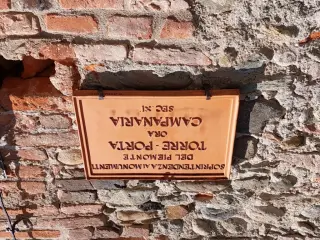 SOPRINTENDENZA AI MONUMENTI
DEL PIEMONTE
TORRE-PORTA
ORA
CAMPANARIA
SEC. XI